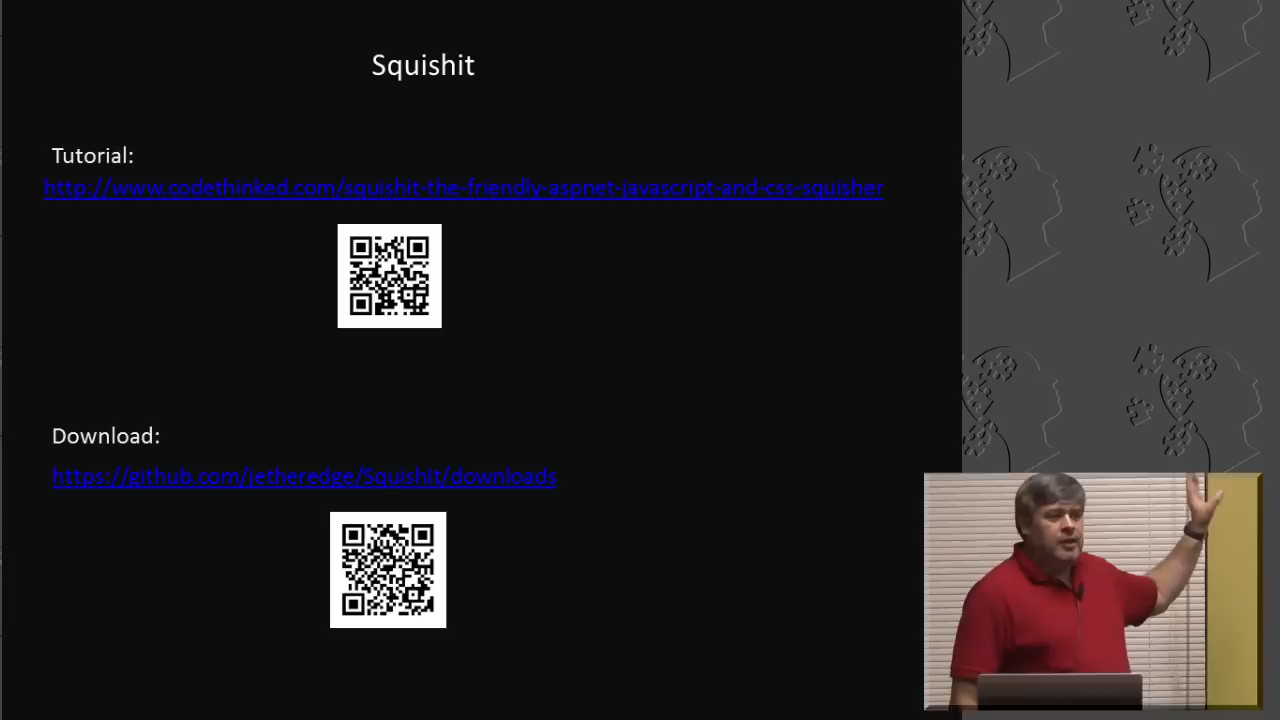 Squishit
Tutorial:
http://www.codethinked.com/squishit-the-friendly-aspnet-javascript-and-css-squisher
Download:
https://github.com/jetheredge/SquishIt/downloads